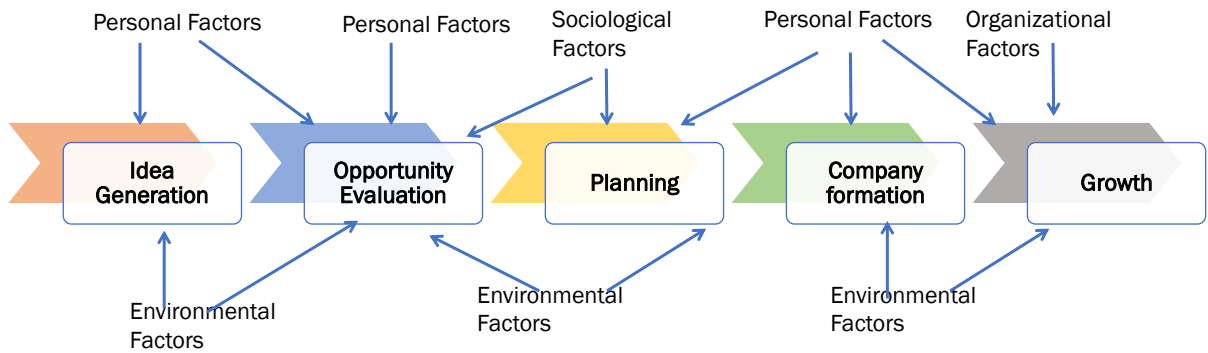 Personal Factors
Personal Factors
Sociological
Factors
Personal Factors
Organizational
Factors
Idea
Generation
Opportunity
Evaluation
Planning
Company
formation
Growth
Environmental
Factors
Environmental
Factors
Environmental
Factors